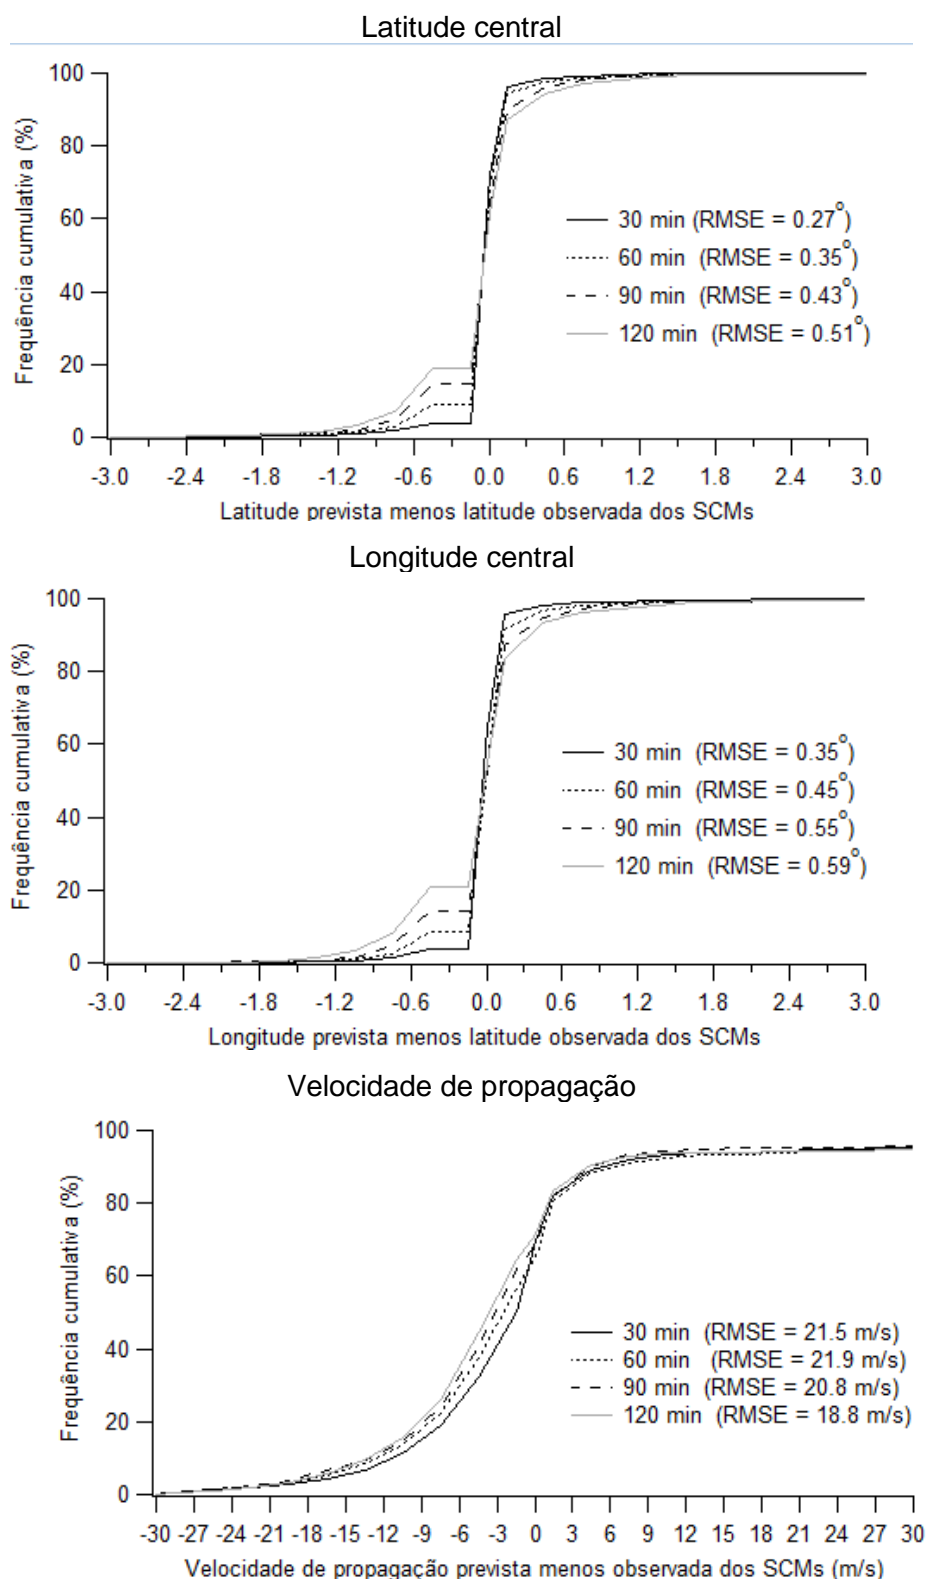 Latitude central
100
80
60
40
20
0
Frequência cumulativa (%)
30 min (RMSE = 0.27°)
60 min (RMSE = 0.35°)
90 min (RMSE = 0.43°)
120 min (RMSE = 0.51°)
-3.0 -2.4 -1.8 -1.2 -0.6 0.0 0.6 1.2 1.8 2.4 3.0
Latitude prevista menos latitude observada dos SCMs
Longitude central
100
80
60
40
20
0
Frequência cumulativa (%)
30 min (RMSE = 0.35°)
60 min (RMSE = 0.45°)
90 min (RMSE = 0.55°)
120 min (RMSE = 0.59°)
-3.0 -2.4 -1.8 -1.2 -0.6 0.0 0.6 1.2 1.8 2.4 3.0
Longitude prevista menos latitude observada dos SCMs
Velocidade de propagação
100
80
60
40
20
0
Frequência cumulativa (%)
30 min (RMSE = 21.5 m/s)
60 min (RMSE = 21.9 m/s)
90 min (RMSE = 20.8 m/s)
120 min (RMSE = 18.8 m/s)
-30 -27 -24 -21 -18 -15 -12 -9 -6 -3 0 3 6 9 12 15 18 21 24 27 30
Velocidade de propagação prevista menos observada dos SCMs (m/s)